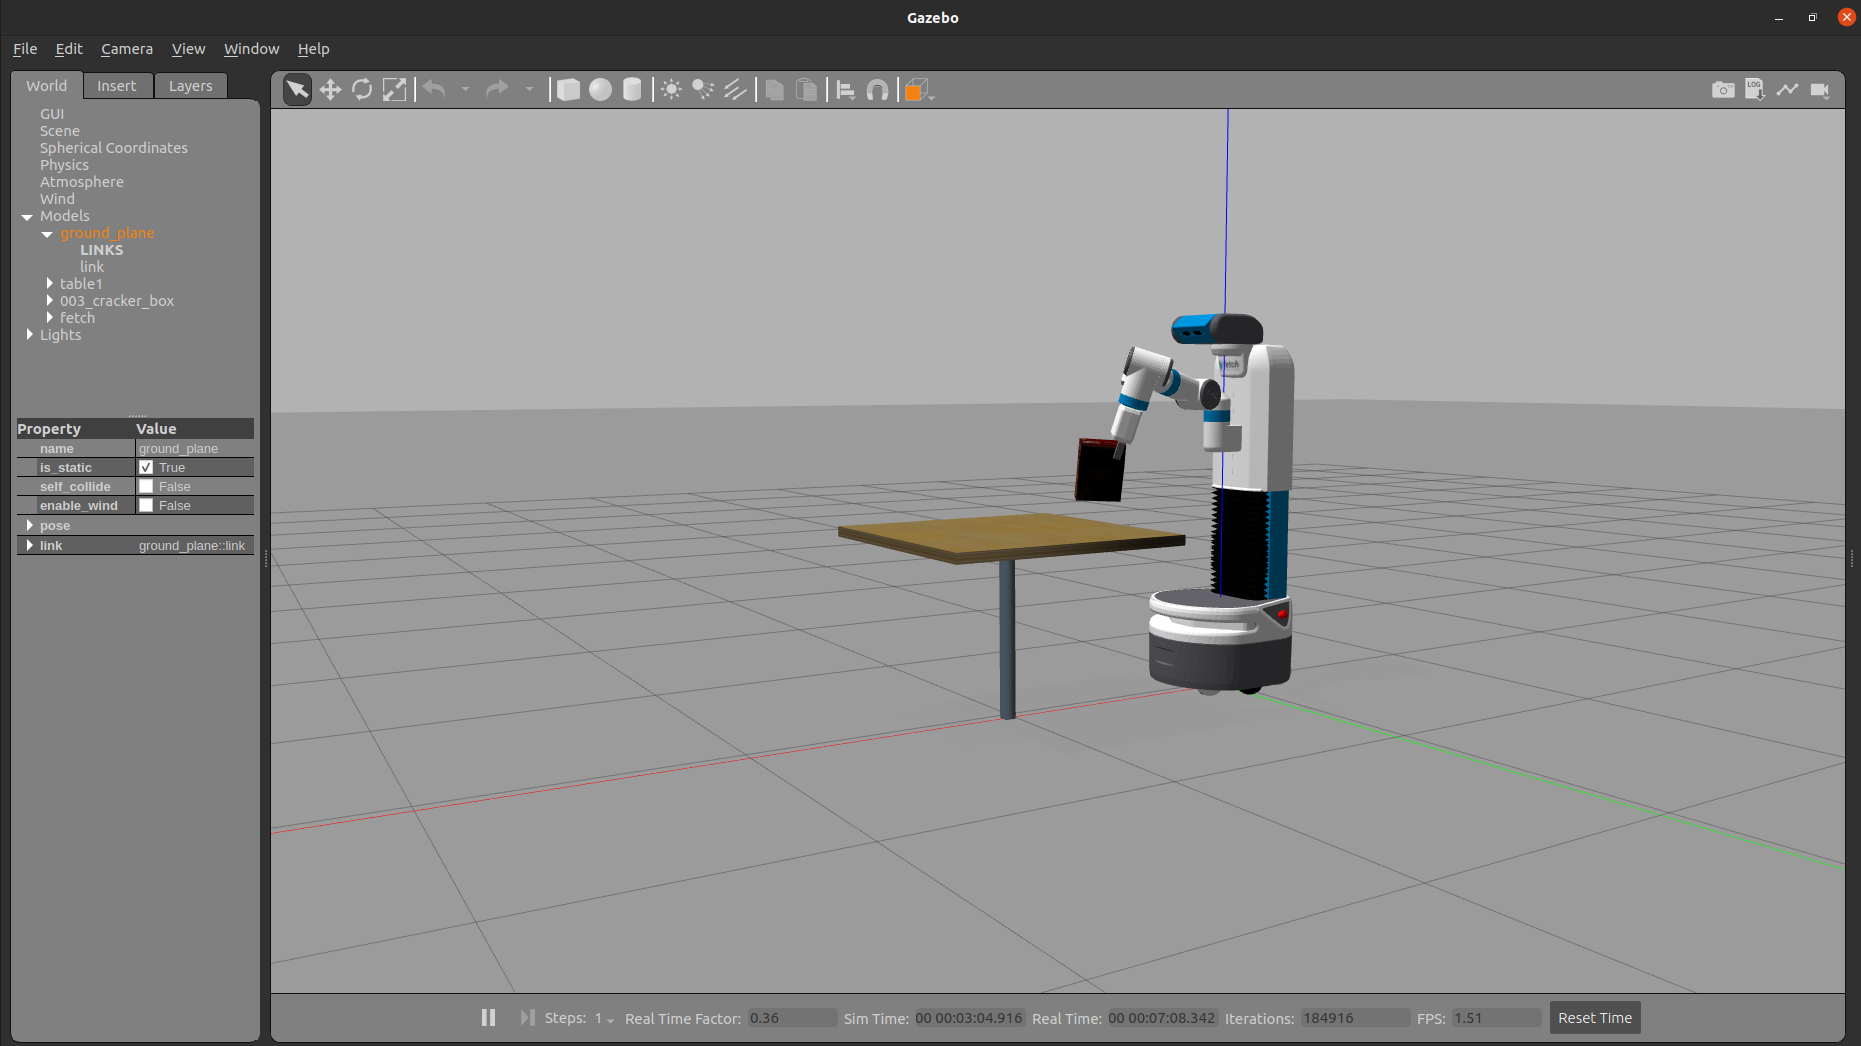 Gazebo
File Edit Camera View Window Help
World Insert Layers
GUI
Scene
Spherical Coordinates
Physics
Atmosphere
Wind
Models
ground_plane
LINKS
link
table1
003_cracker_box
fetch
Lights
Property Value
name ground_plane
is_static True
self_collide False
enable_wind False
pose
link ground_plane::link
LOG
fetch
Steps: 1 Real Time Factor: 0.36 Sim Time: 00 00:03:04.916 Real Time: 00 00:07:08.342 Iterations: 184916 FPS: 1.51 Reset Time